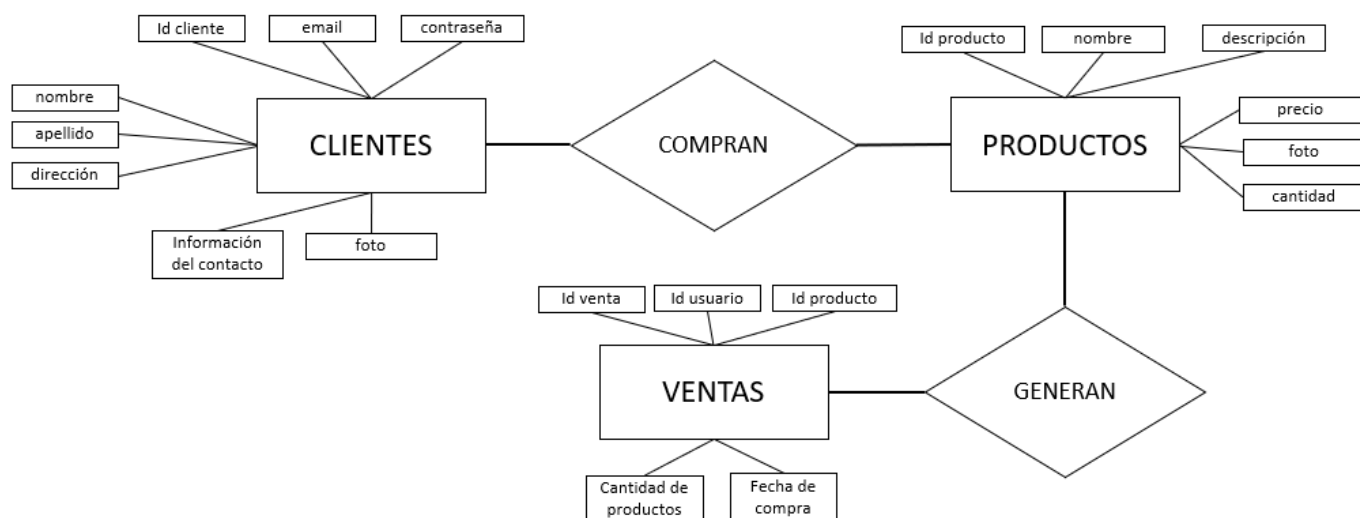 Id cliente
email
contraseña
nombre
apellido
dirección
CLIENTES
Información
del contacto
foto
COMPRAN
Id producto
nombre
descripción
PRODUCTOS
precio
foto
cantidad
Id venta
Id usuario
Id producto
VENTAS
Cantidad de
productos
Fecha de
compra
GENERAN